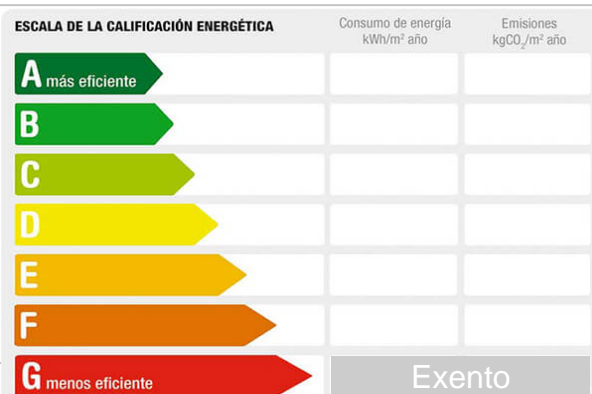 ESCALA DE LA CALIFICACIÓN ENERGÉTICA
Consumo de energía
kWh/m² año
Emisiones
kgCO₂/m² año
A más eficiente
B
C
D
E
F
G menos eficiente
Exento